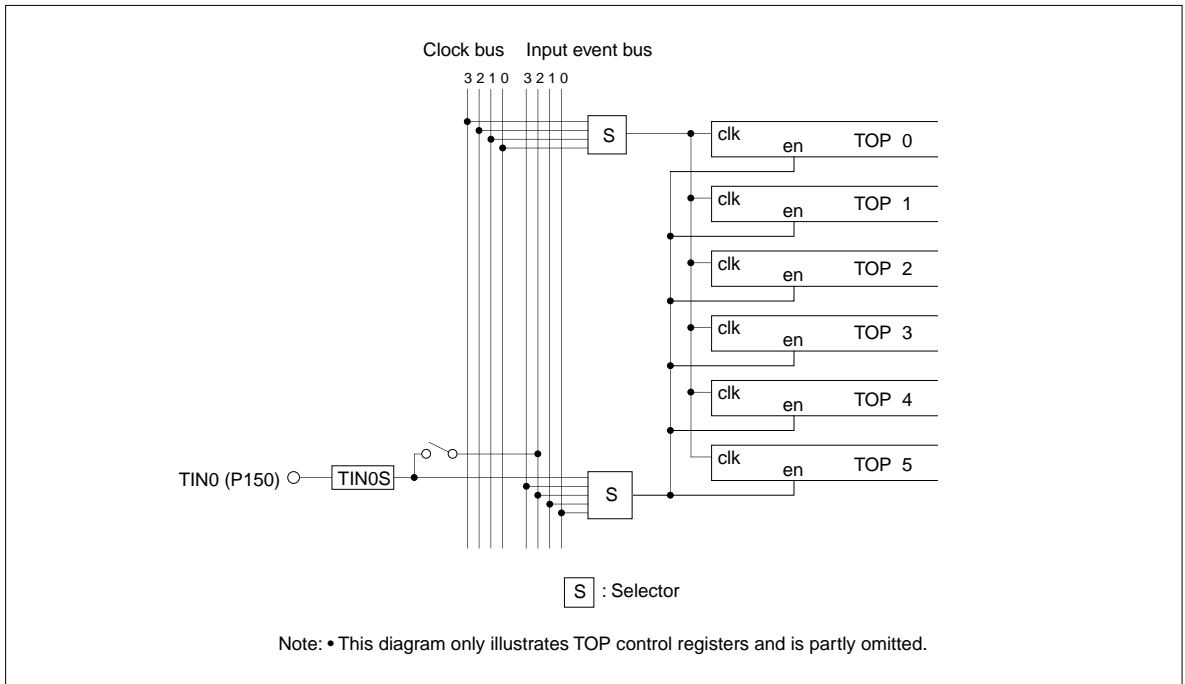 Clock bus Input event bus
3 2 1 0 3 2 1 0
S
clk en TOP 0
clk en TOP 1
clk en TOP 2
clk en TOP 3
clk en TOP 4
clk en TOP 5
TIN0 (P150) TIN0S
S
S : Selector
Note: • This diagram only illustrates TOP control registers and is partly omitted.